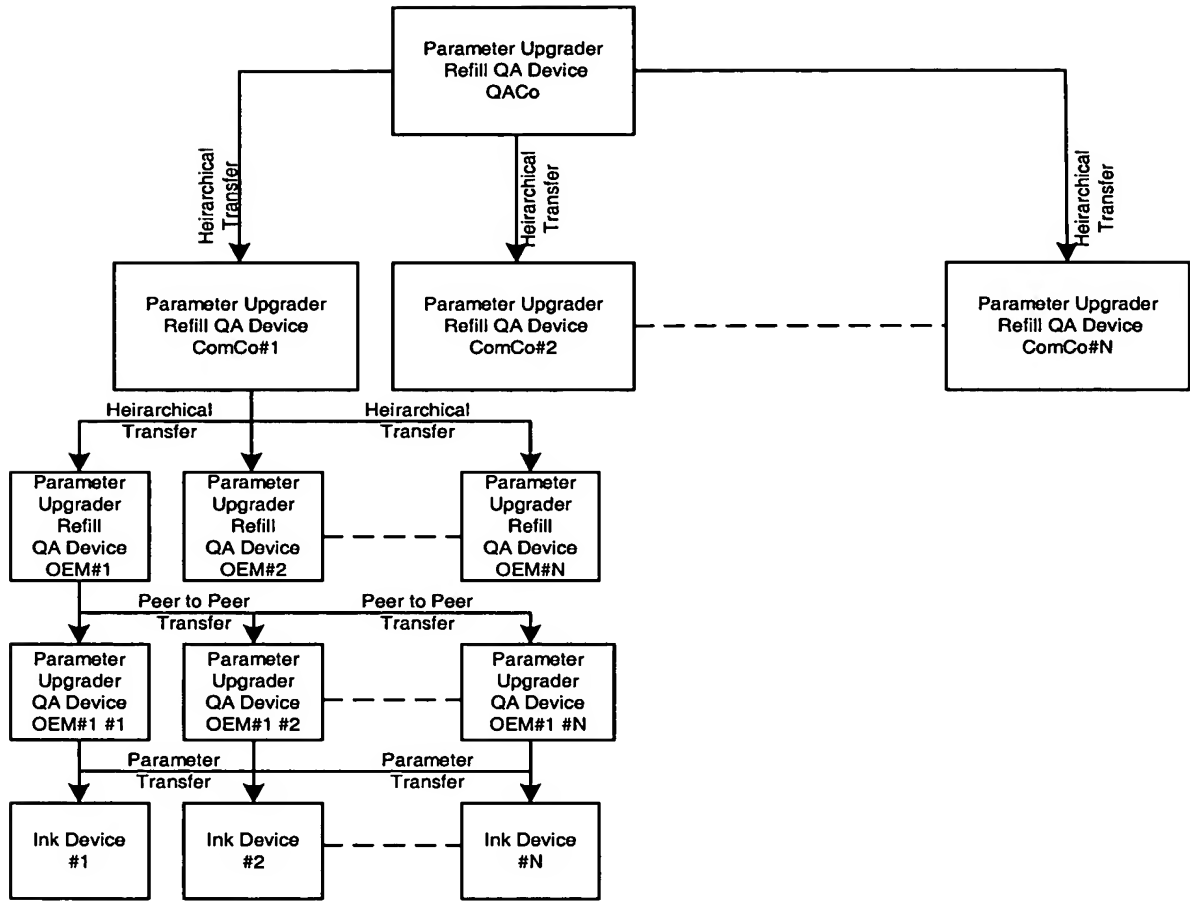 Parameter Upgrader
Refill QA Device
QACo
Heirarchical
Transfer
Heirarchical
Transfer
Heirarchical
Transfer
Parameter Upgrader
Refill QA Device
ComCo#1
Parameter Upgrader
Refill QA Device
ComCo#2
Parameter Upgrader
Refill QA Device
ComCo#N
Heirarchical
Transfer
Heirarchical
Transfer
Parameter
Upgrader
Refill
QA Device
OEM#1
Parameter
Upgrader
Refill
QA Device
OEM#2
Parameter
Upgrader
Refill
QA Device
OEM#N
Peer to Peer
Transfer
Peer to Peer
Transfer
Parameter
Upgrader
QA Device
OEM#1 #1
Parameter
Upgrader
QA Device
OEM#1 #2
Parameter
Upgrader
QA Device
OEM#1 #N
Parameter
Transfer
Parameter
Transfer
Ink Device
#1
Ink Device
#2
Ink Device
#N